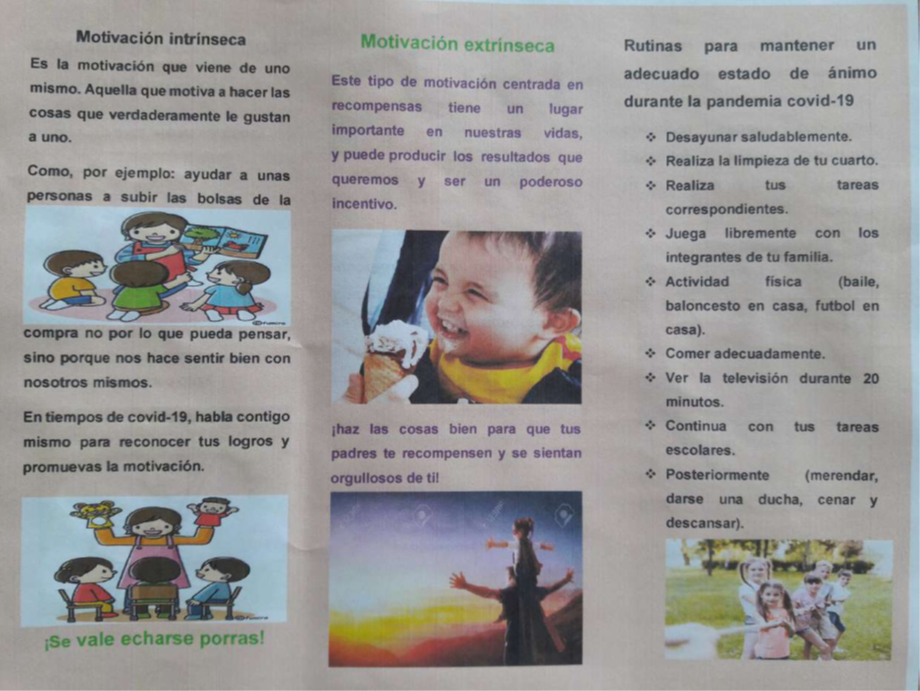 Motivación intrínseca
Es la motivación que viene de uno
mismo. Aquella que motiva a hacer las
cosas que verdaderamente le gustan
a uno.
Como, por ejemplo: ayudar a unas
personas a subir las bolsas de la
compra no por lo que pueda pensar,
sino porque nos hace sentir bien con
nosotros mismos.
En tiempos de covid-19, habla contigo
mismo para reconocer tus logros y
promuevas la motivación.
¡Se vale echarse porras!
Motivación extrínseca
Este tipo de motivación centrada en
recompensas tiene un lugar
importante en nuestras vidas,
y puede producir los resultados que
queremos y ser un poderoso
incentivo.
¡haz las cosas bien para que tus
padres te recompensen y se sientan
orgullosos de ti!
Rutinas para mantener un
adecuado estado de ánimo
durante la pandemia covid-19
❖ Desayunar saludablemente.
❖ Realiza la limpieza de tu cuarto.
❖ Realiza tus tareas
correspondientes.
❖ Juega libremente con los
integrantes de tu familia.
❖ Actividad física (baile,
baloncesto en casa, futbol en
casa).
❖ Comer adecuadamente.
❖ Ver la televisión durante 20
minutos.
❖ Continua con tus tareas
escolares.
❖ Posteriormente (merendar,
darse una ducha, cenar y
descansar).